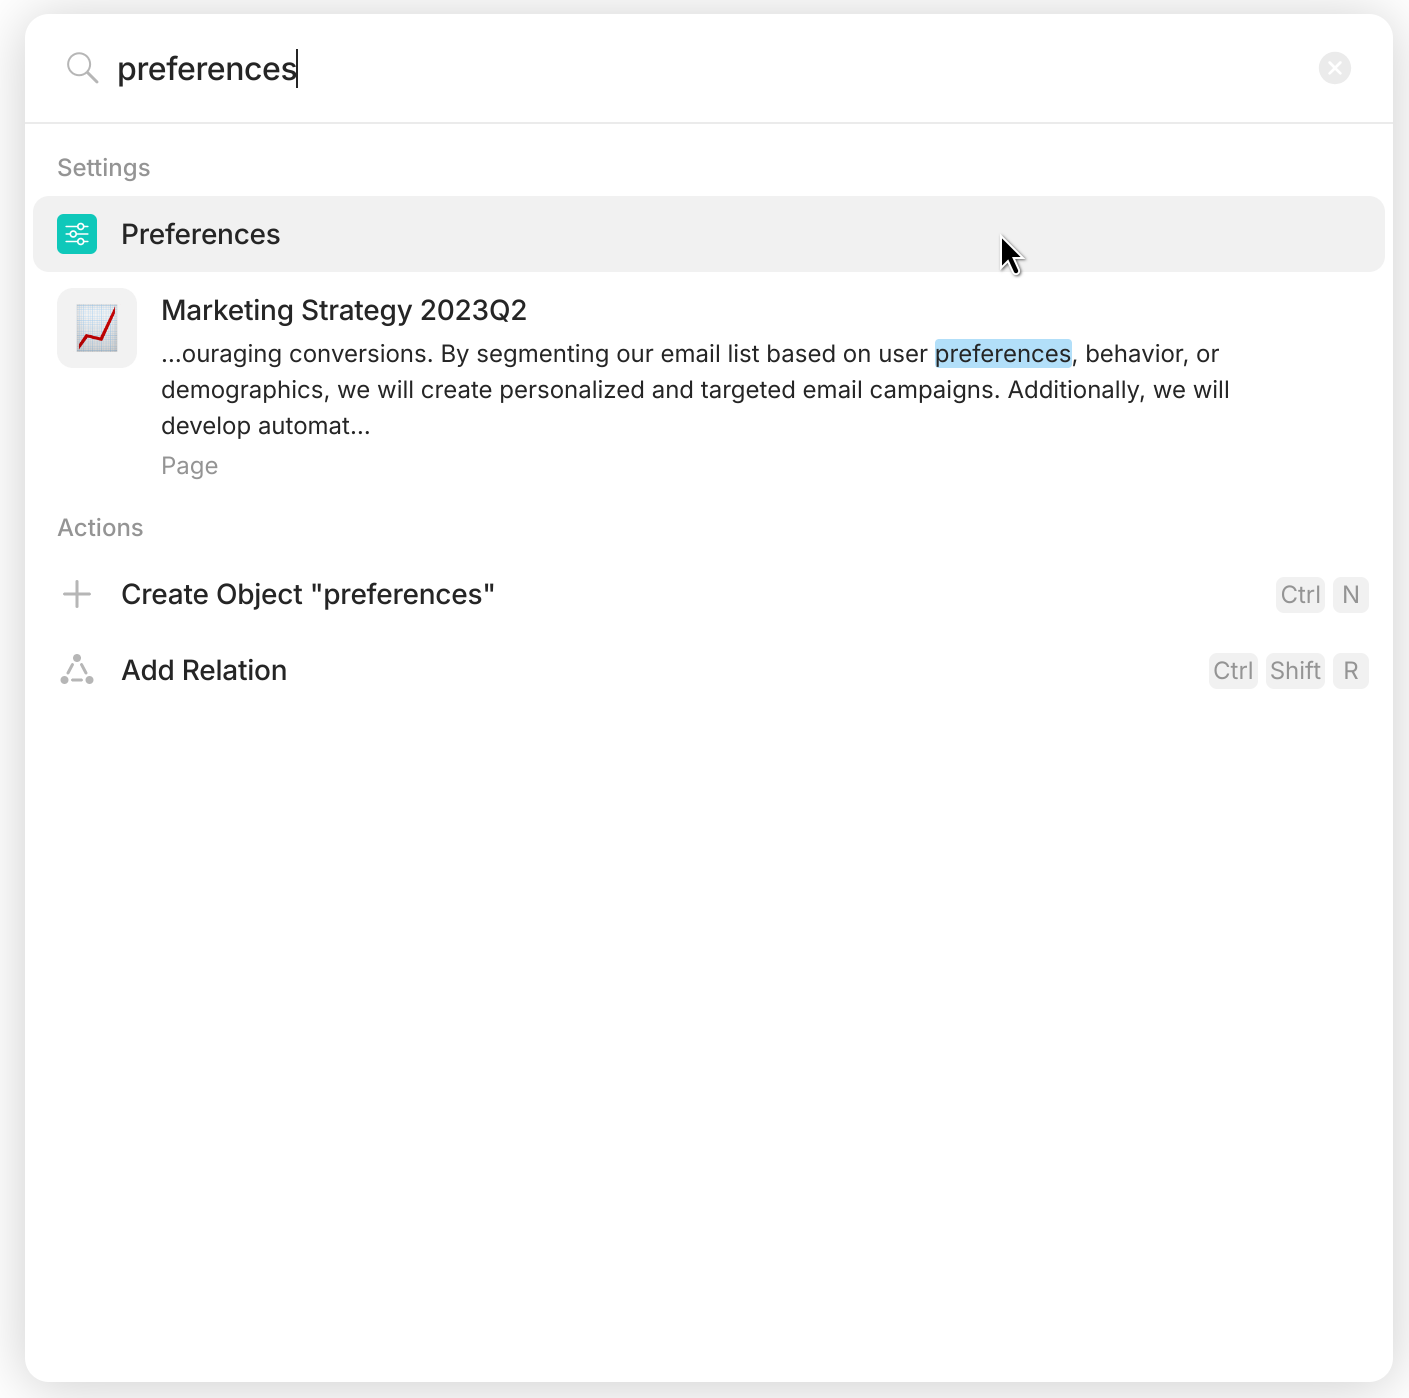 preferences
Settings
Preferences
Marketing Strategy 2023Q2
...ouraging conversions. By segmenting our email list based on user preferences, behavior, or
demographics, we will create personalized and targeted email campaigns. Additionally, we will
develop automat...
Page
Actions
Create Object "preferences" Ctrl N
Add Relation Ctrl Shift R